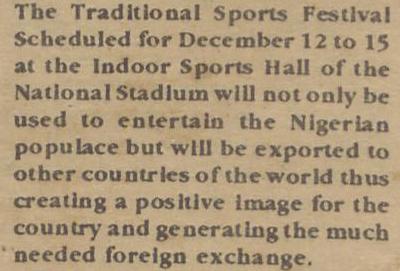 The Traditional Sports Festival
Scheduled for December 12 to 15
at the Indoor Sports Hall of the
National Stadium will not only be
used to entertain the Nigerian
populace but will be exported to
other countries of the world thus
creating a positive image for the
country and generating the much
needed foreign exchange.